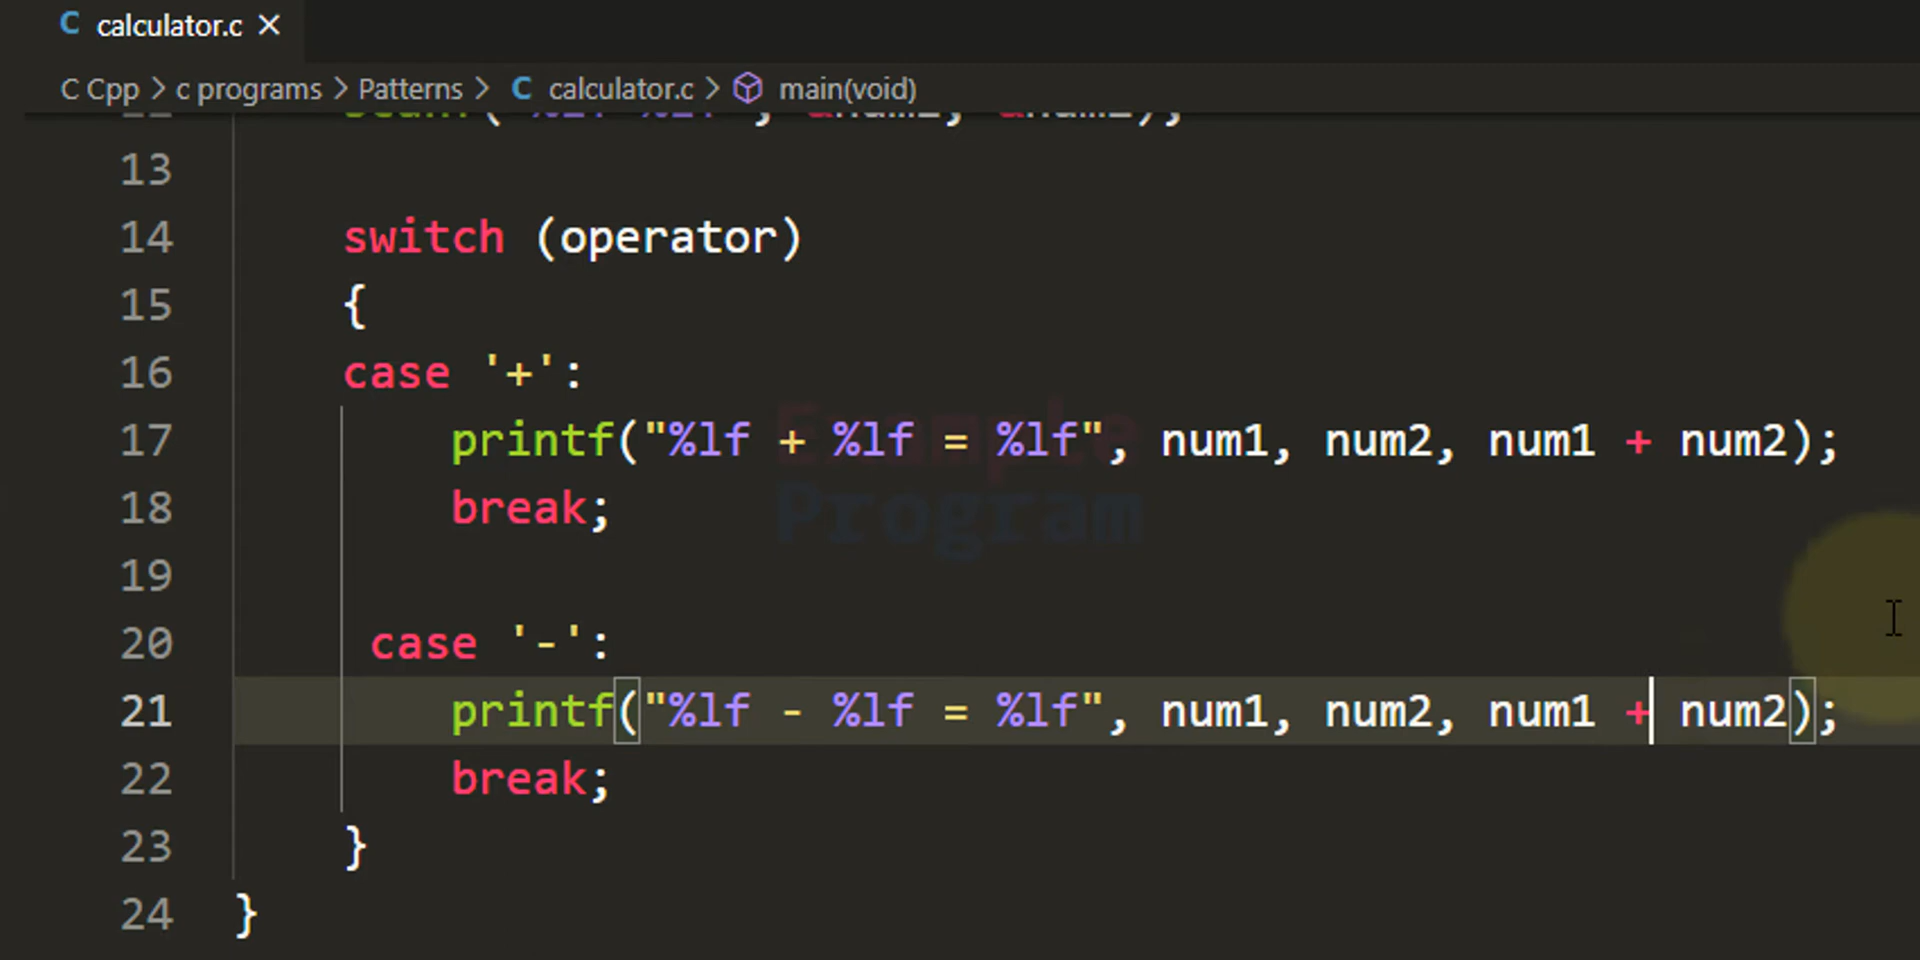 calculator.c ×
C Cpp > c programs > Patterns > C calculator.c > main(void)
13
14 switch (operator)
15 {
16 case '+':
17 printf("%lf + %lf = %lf", num1, num2, num1 + num2);
18 break;
19
20 case '-':
21 printf("%lf - %lf = %lf", num1, num2, num1 + num2);
22 break;
23 }
24 }
Example
Program